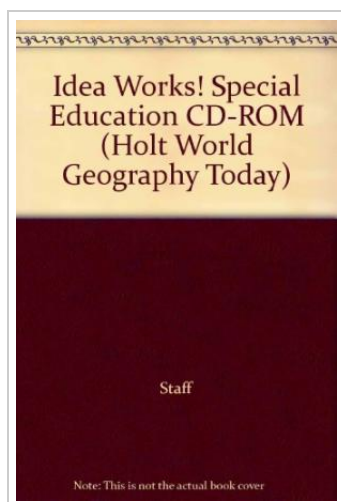 Idea Works! Special
Education CD-ROM
(Holt World
Geography Today)
Staff
Note: This is not the actual book cover